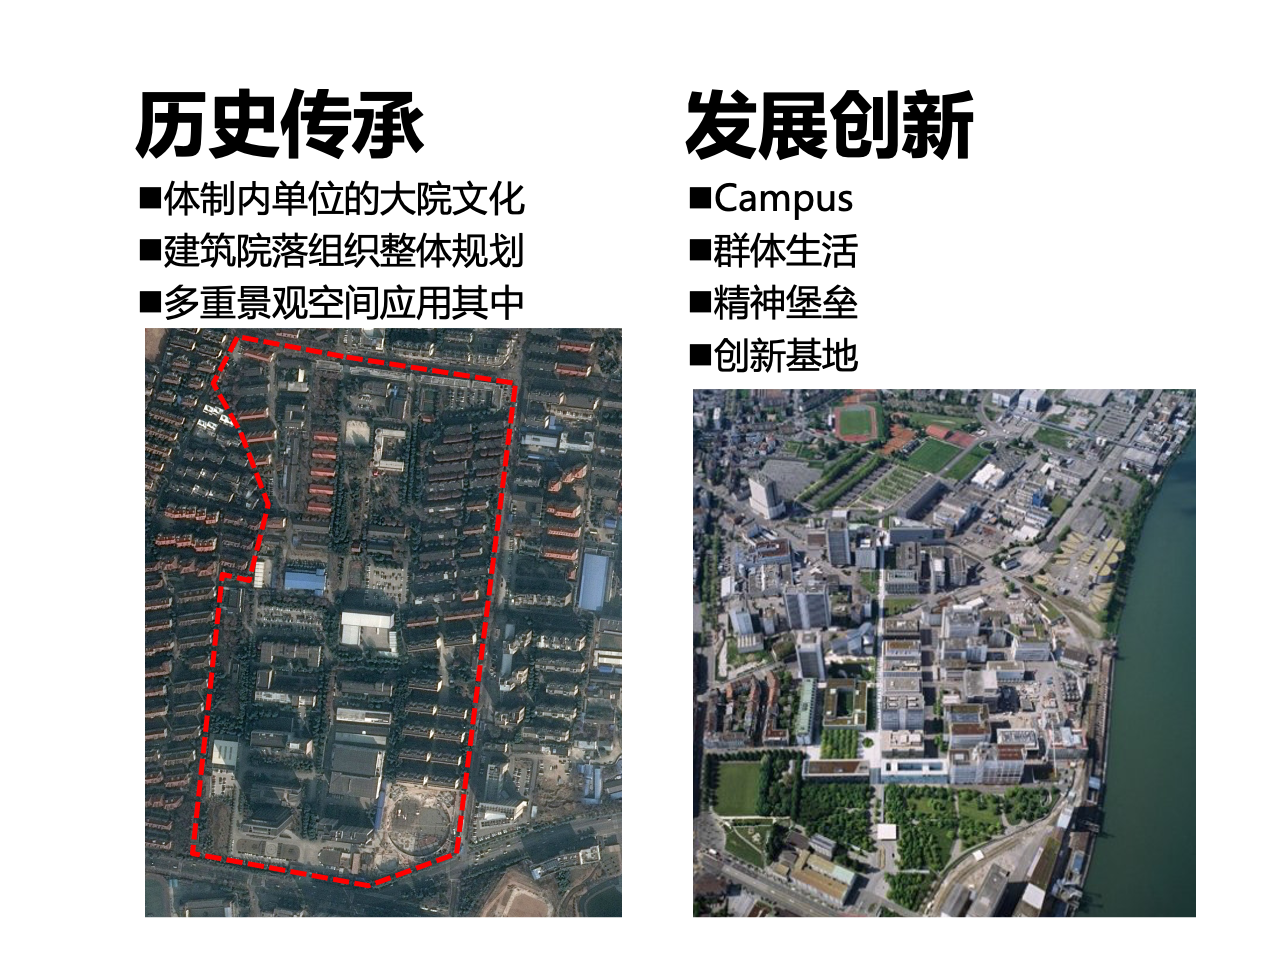 历史传承
■体制内单位的大院文化
■建筑院落组织整体规划
■多重景观空间应用其中
发展创新
■Campus
■群体生活
■精神堡垒
■创新基地